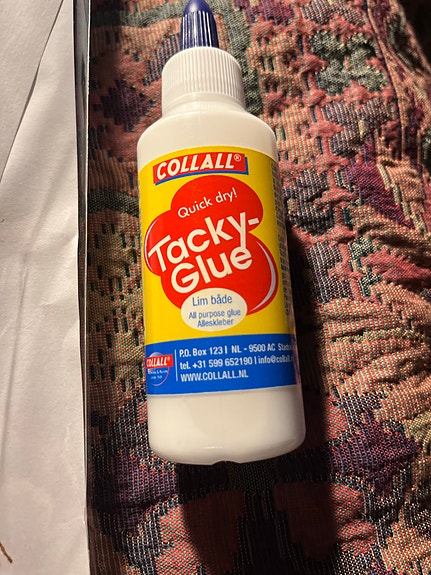 COLLALL®
Quick dry!
Tacky-
Glue
Lim både
All purpose glue
Alleskleber
COLLALL®
P.O. Box 123 I NL - 9500 AC
tel. +31 599 652190 I info@collall.
WWW.COLLALL.NL